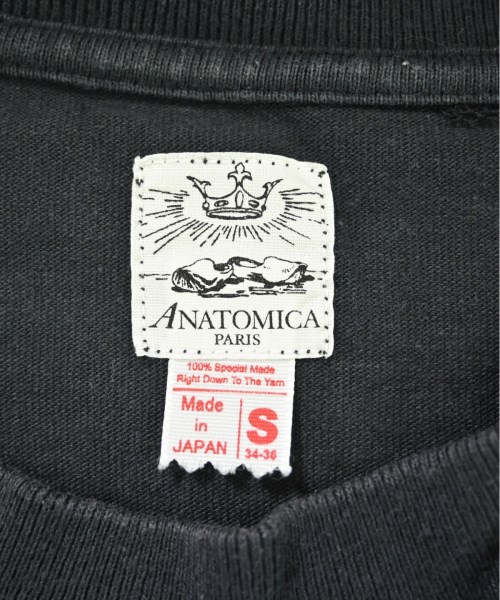 ANATOMICA
PARIS
100% Special Made
Right Down To The Yarn
Made
in
JAPAN
S
34-36